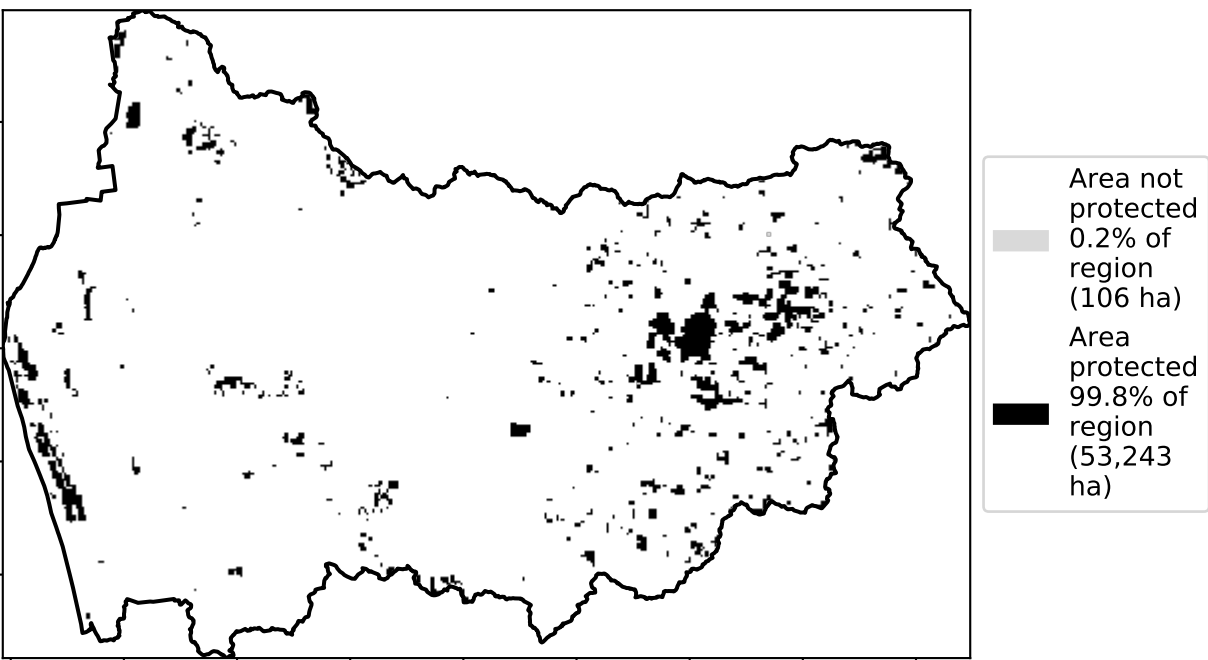 Area not
protected
0.2% of
region
(106 ha)
Area
protected
99.8% of
region
(53,243
ha)